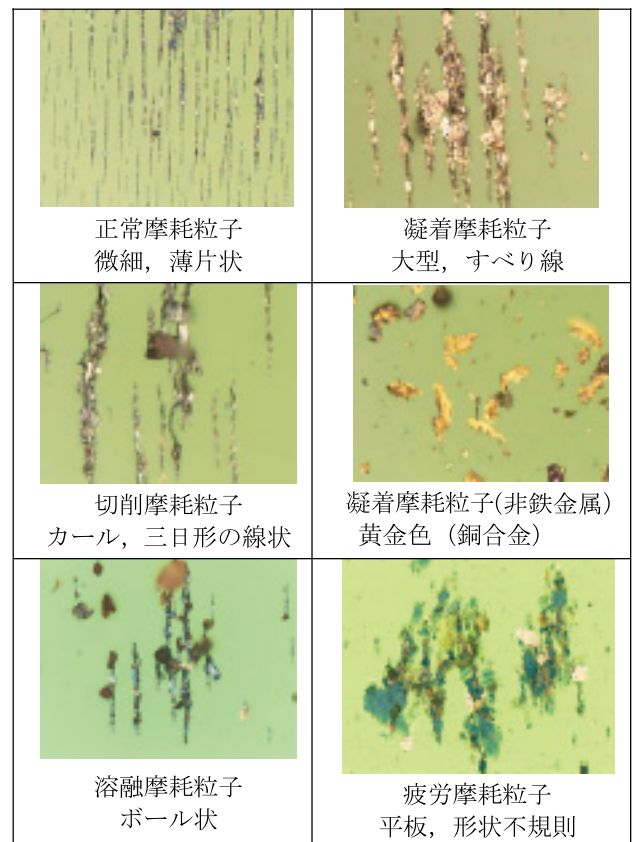 正常摩耗粒子
微細，薄片状
凝着摩耗粒子
大型，すべり線
切削摩耗粒子
カール，三日形の線状
凝着摩耗粒子(非鉄金属)
黄金色（銅合金）
溶融摩耗粒子
ボール状
疲労摩耗粒子
平板，形状不規則